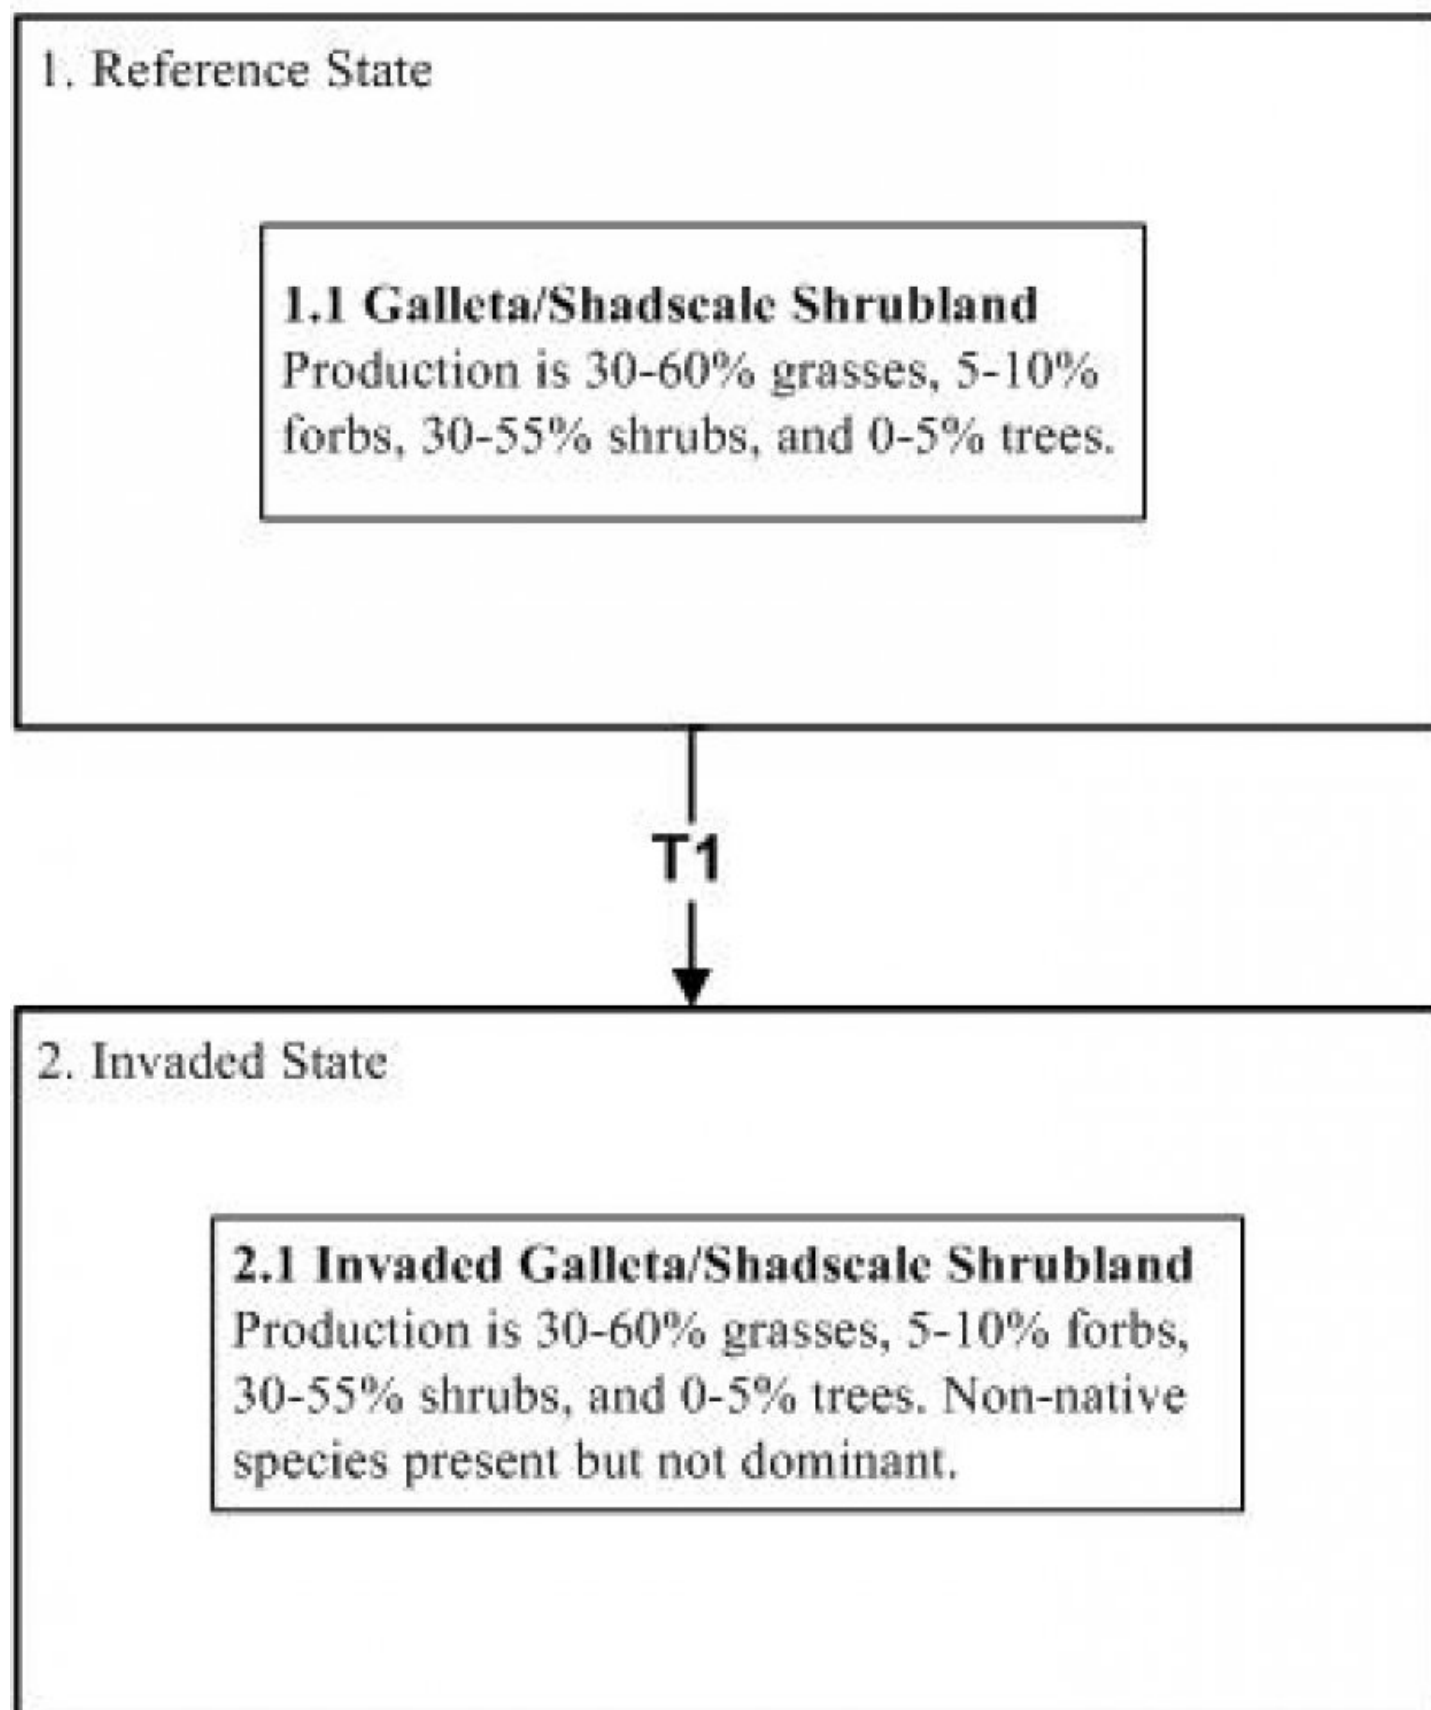 1. Reference State
1.1 Galleta/Shadscale Shrubland
Production is 30-60% grasses, 5-10%
forbs, 30-55% shrubs, and 0-5% trees.
T1
2. Invaded State
2.1 Invaded Galleta/Shadscale Shrubland
Production is 30-60% grasses, 5-10% forbs,
30-55% shrubs, and 0-5% trees. Non-native
species present but not dominant.